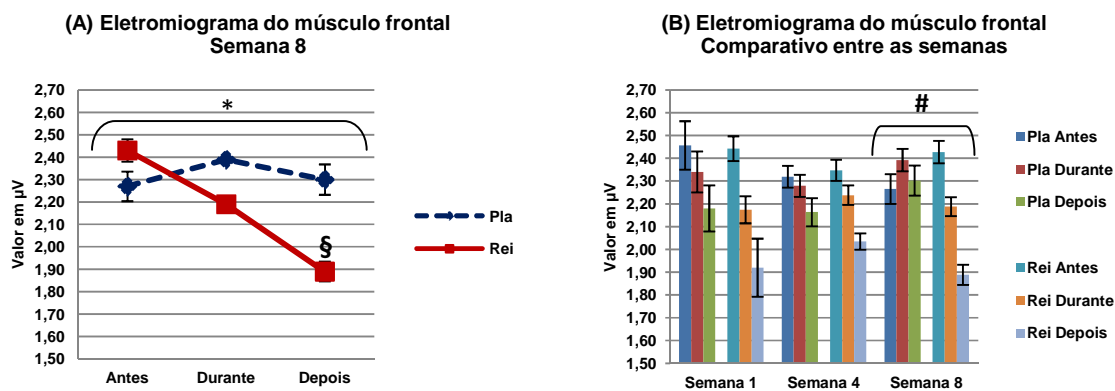 (A) Eletromiograma do músculo frontal
Semana 8
Valor em µV
2,70
2,60
2,50
2,40
2,30
2,20
2,10
2,00
1,90
1,80
1,70
1,60
1,50
*
§
Antes
Durante
Depois
Pla
Rei
(B) Eletromiograma do músculo frontal
Comparativo entre as semanas
Valor em µV
2,70
2,60
2,50
2,40
2,30
2,20
2,10
2,00
1,90
1,80
1,70
1,60
1,50
#
Semana 1
Semana 4
Semana 8
Pla Antes
Pla Durante
Pla Depois
Rei Antes
Rei Durante
Rei Depois